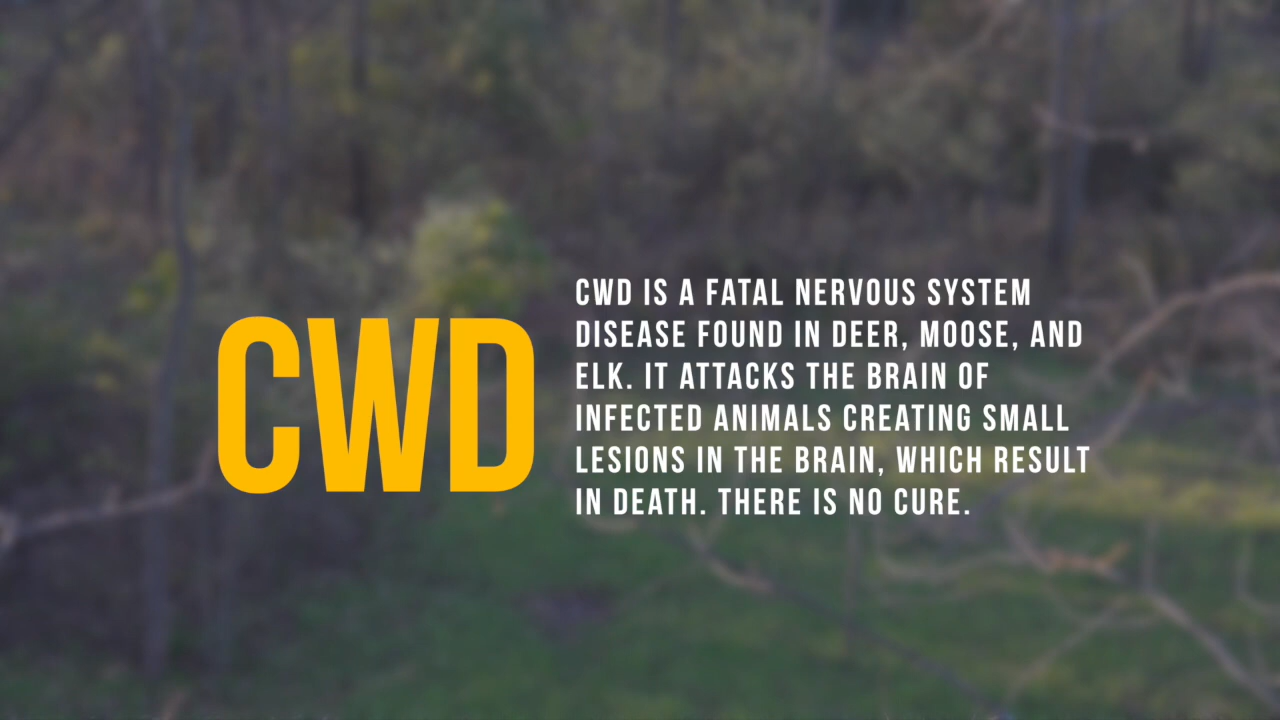 CWD
CWD IS A FATAL NERVOUS SYSTEM
DISEASE FOUND IN DEER, MOOSE, AND
ELK. IT ATTACKS THE BRAIN OF
INFECTED ANIMALS CREATING SMALL
LESIONS IN THE BRAIN, WHICH RESULT
IN DEATH. THERE IS NO CURE.